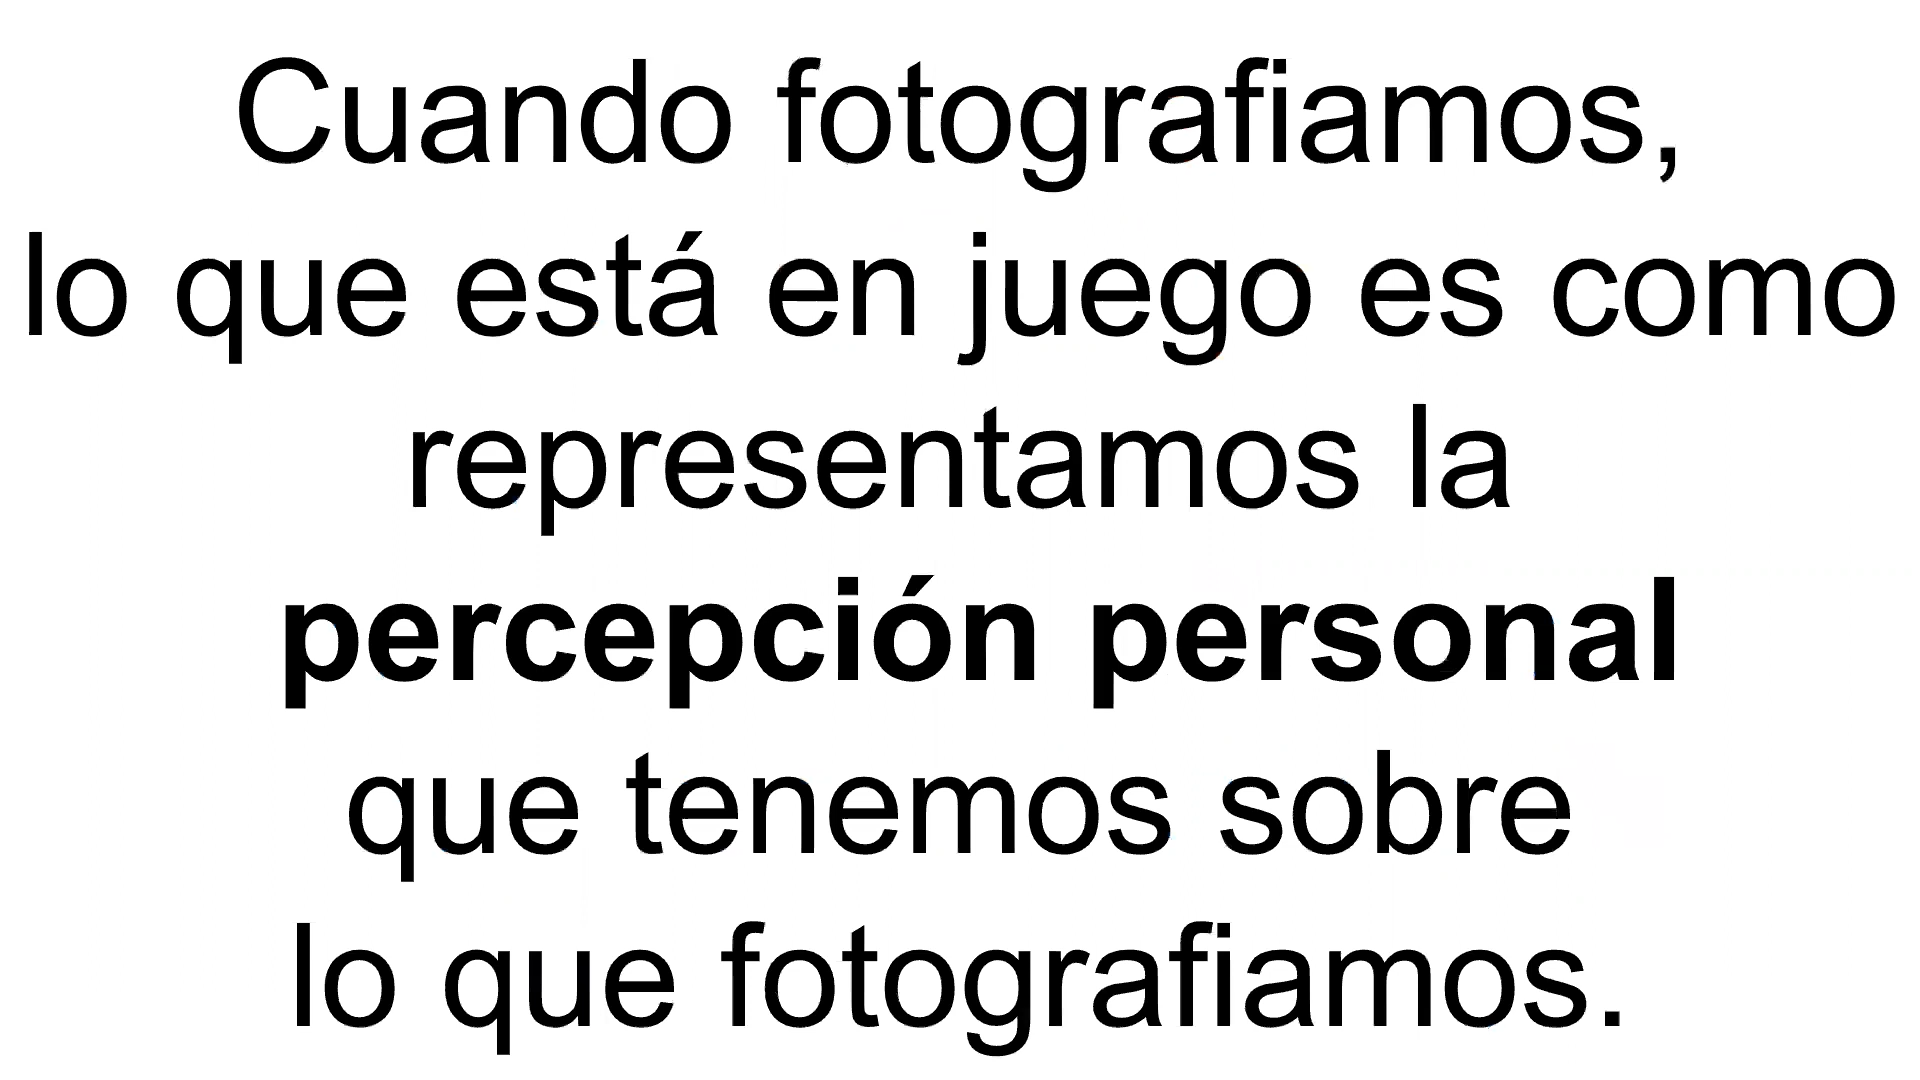 Cuando fotografiamos,
lo que está en juego es como
representamos la
percepción personal
que tenemos sobre
lo que fotografiamos.